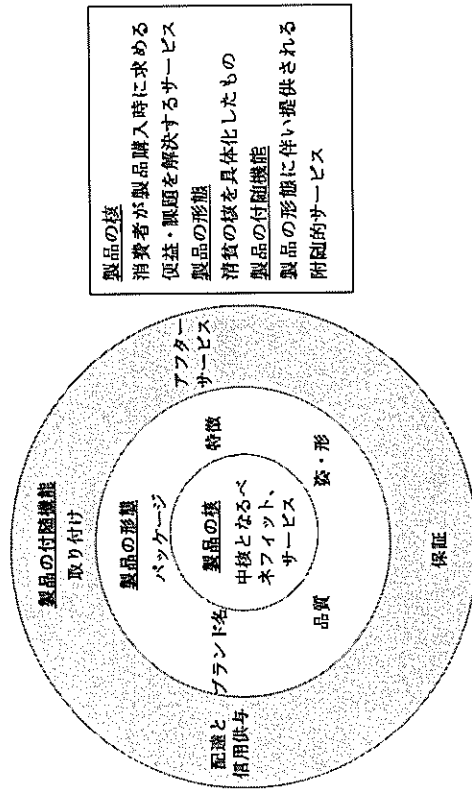 製品の付随機能
取り付け
アフター
サービス
配達と
信用供与
保証
製品の形態
パッケージ
ブランド名
特徴
品質
姿・形
製品の核
中核となるベ
ネフィット、
サービス
製品の核
消費者が製品購入時に求める
便益・課題を解決するサービス
製品の形態
消貧の核を具体化したもの
製品の付随機能
製品の形態に伴い提供される
附随的サービス